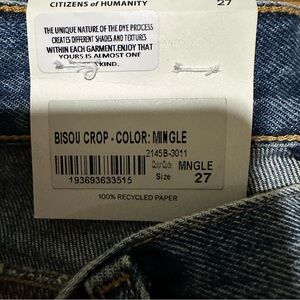 CITIZENS of HUMANITY 27
THE UNIQUE NATURE OF THE DYE PROCESS
CREATES DIFFERENT SHADES AND TEXTURES
WITHIN EACH GARMENT. ENJOY THAT
YOURS IS ALMOST ONE
KIND.
BISOU CROP - COLOR: MINGLE
2145B-3011
Color Code MNGLE
193693633515 Size 27
100% RECYCLED PAPER